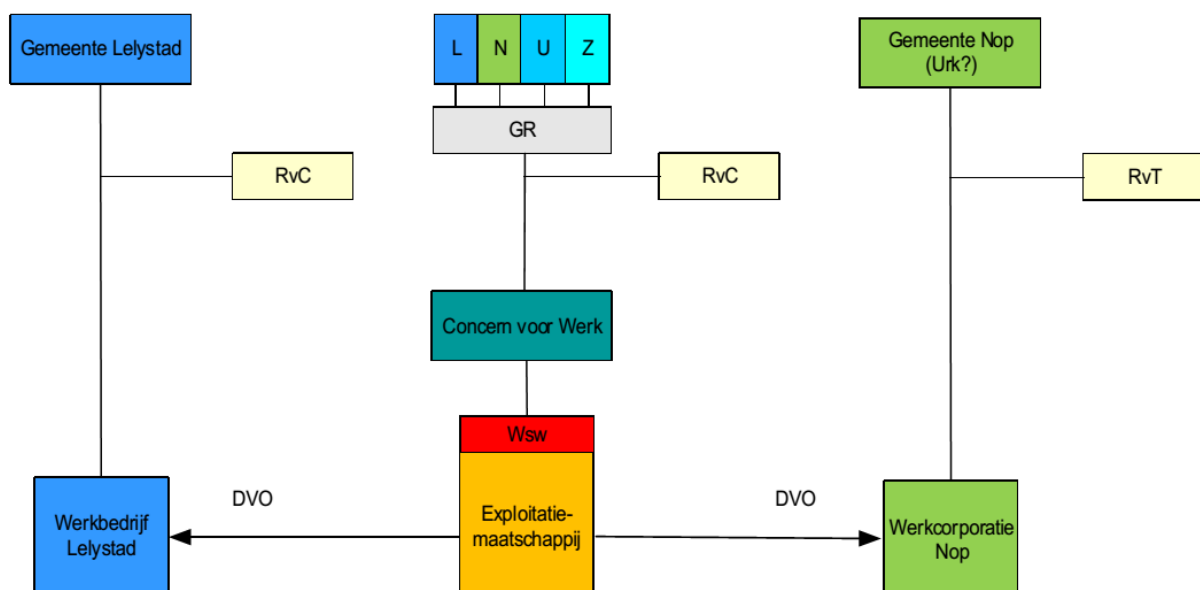 Gemeente Lelystad
L N U Z
Gemeente Nop
(Urk?)
GR
RvC
RvC
RvT
Concern voor Werk
Wsw
DVO
DVO
Werkbedrijf
Lelystad
Exploitatie-
maatschappij
Werkcorporatie
Nop